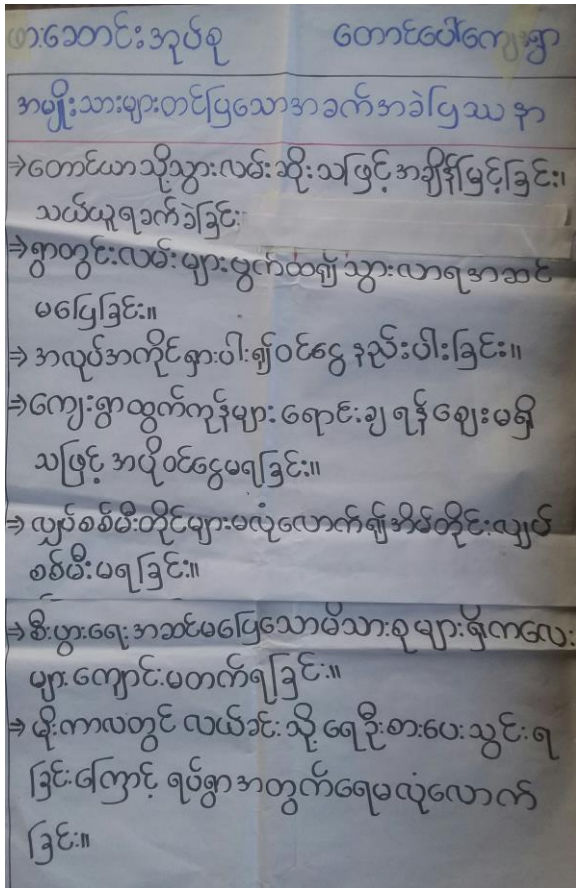 ဖားဆောင်းအုပ်စု တောင်ပေါ်ကျေးရွာ
အမျိုးသားများတင်ပြသောအခက်အခဲပြဿနာ
⇒တောင်ယာသို့သွားလမ်းဆိုးသဖြင့်အချိန်မြင့်ခြင်း၊
သယ်ယူရခက်ခဲခြင်း
⇒ရွာတွင်းလမ်းများဗွက်ထ၍သွားလာရအဆင်
မပြေခြင်း။
⇒အလုပ်အကိုင်ရှားပါး၍ဝင်ငွေနည်းပါးခြင်း။
⇒ကျေးရွာထွက်ကုန်များရောင်းချရန်ဈေးမရှိ
သဖြင့်အပိုဝင်ငွေမရခြင်း။
⇒လျှပ်စစ်မီးတိုင်များမလုံလောက်၍အိမ်တိုင်းလျှပ်
စစ်မီးမရခြင်း။
⇒စီးပွားရေးအဆင်မပြေသောမိသားစုများရှိကလေး
များကျောင်းမတက်ရခြင်း။
⇒မိုးကာလတွင်လယ်ခင်းသို့ရေဦးစားပေးသွင်းရ
ခြင်းကြောင့်ရပ်ရွာအတွက်ရေမလုံလောက်
ခြင်း။